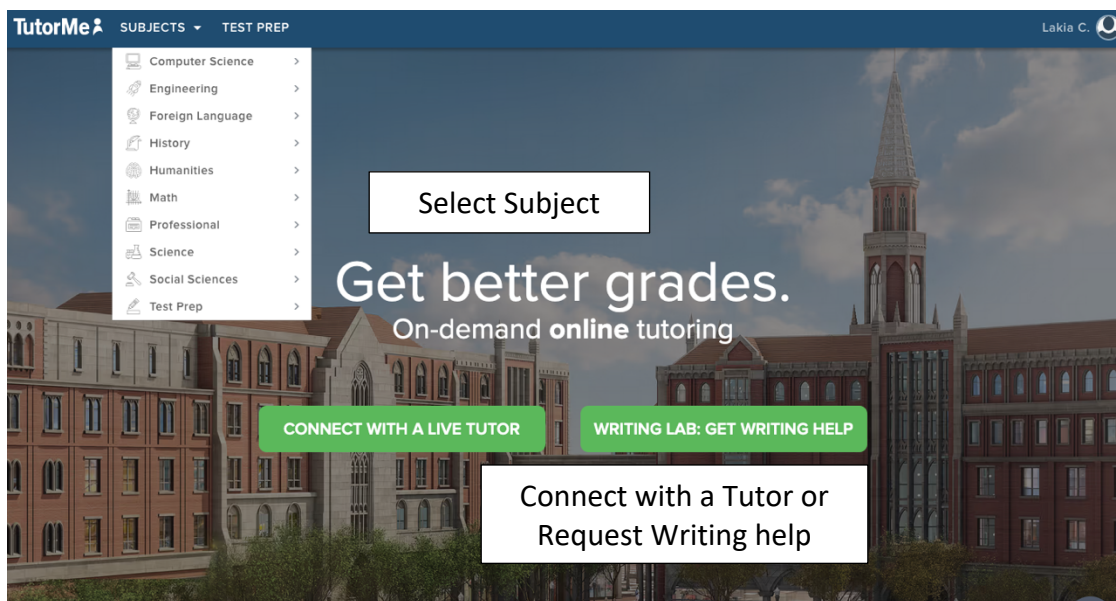 TutorMe SUBJECTS TEST PREP Lakia C.
Computer Science
Engineering
Foreign Language
History
Humanities
Math
Professional
Science
Social Sciences
Test Prep
Select Subject
Get better grades.
On-demand online tutoring
CONNECT WITH A LIVE TUTOR WRITING LAB: GET WRITING HELP
Connect with a Tutor or
Request Writing help